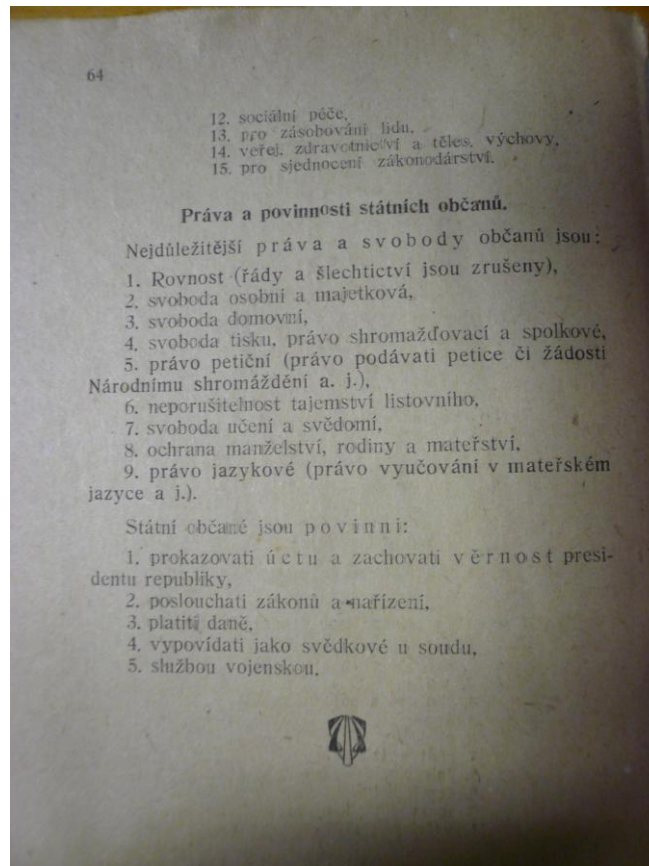 64
12. sociální péče,
13. pro zásobování lidu,
14. veřej. zdravotnictví a těles. výchovy,
15. pro sjednocení zákonodárství.
Práva a povinnosti státních občanů.
Nejdůležitější práva a svobody občanů jsou:
1. Rovnost (řády a šlechtictví jsou zrušeny),
2. svoboda osobní a majetková,
3. svoboda domovní,
4. svoboda tisku, právo shromažďovací a spolkové,
5. právo petiční (právo podávati petice či žádosti
Národnímu shromáždění a. j.),
6. neporušitelnost tajemství listovního,
7. svoboda učení a svědomí,
8. ochrana manželství, rodiny a mateřství,
9. právo jazykové (právo vyučování v mateřském
jazyce a j.).
Státní občané jsou povinni:
1. prokazovati úctu a zachovati věrnost presi-
dentu republiky,
2. poslouchati zákonů a nařízení,
3. platiti daně,
4. vypovídati jako svědkové u soudu,
5. službou vojenskou.